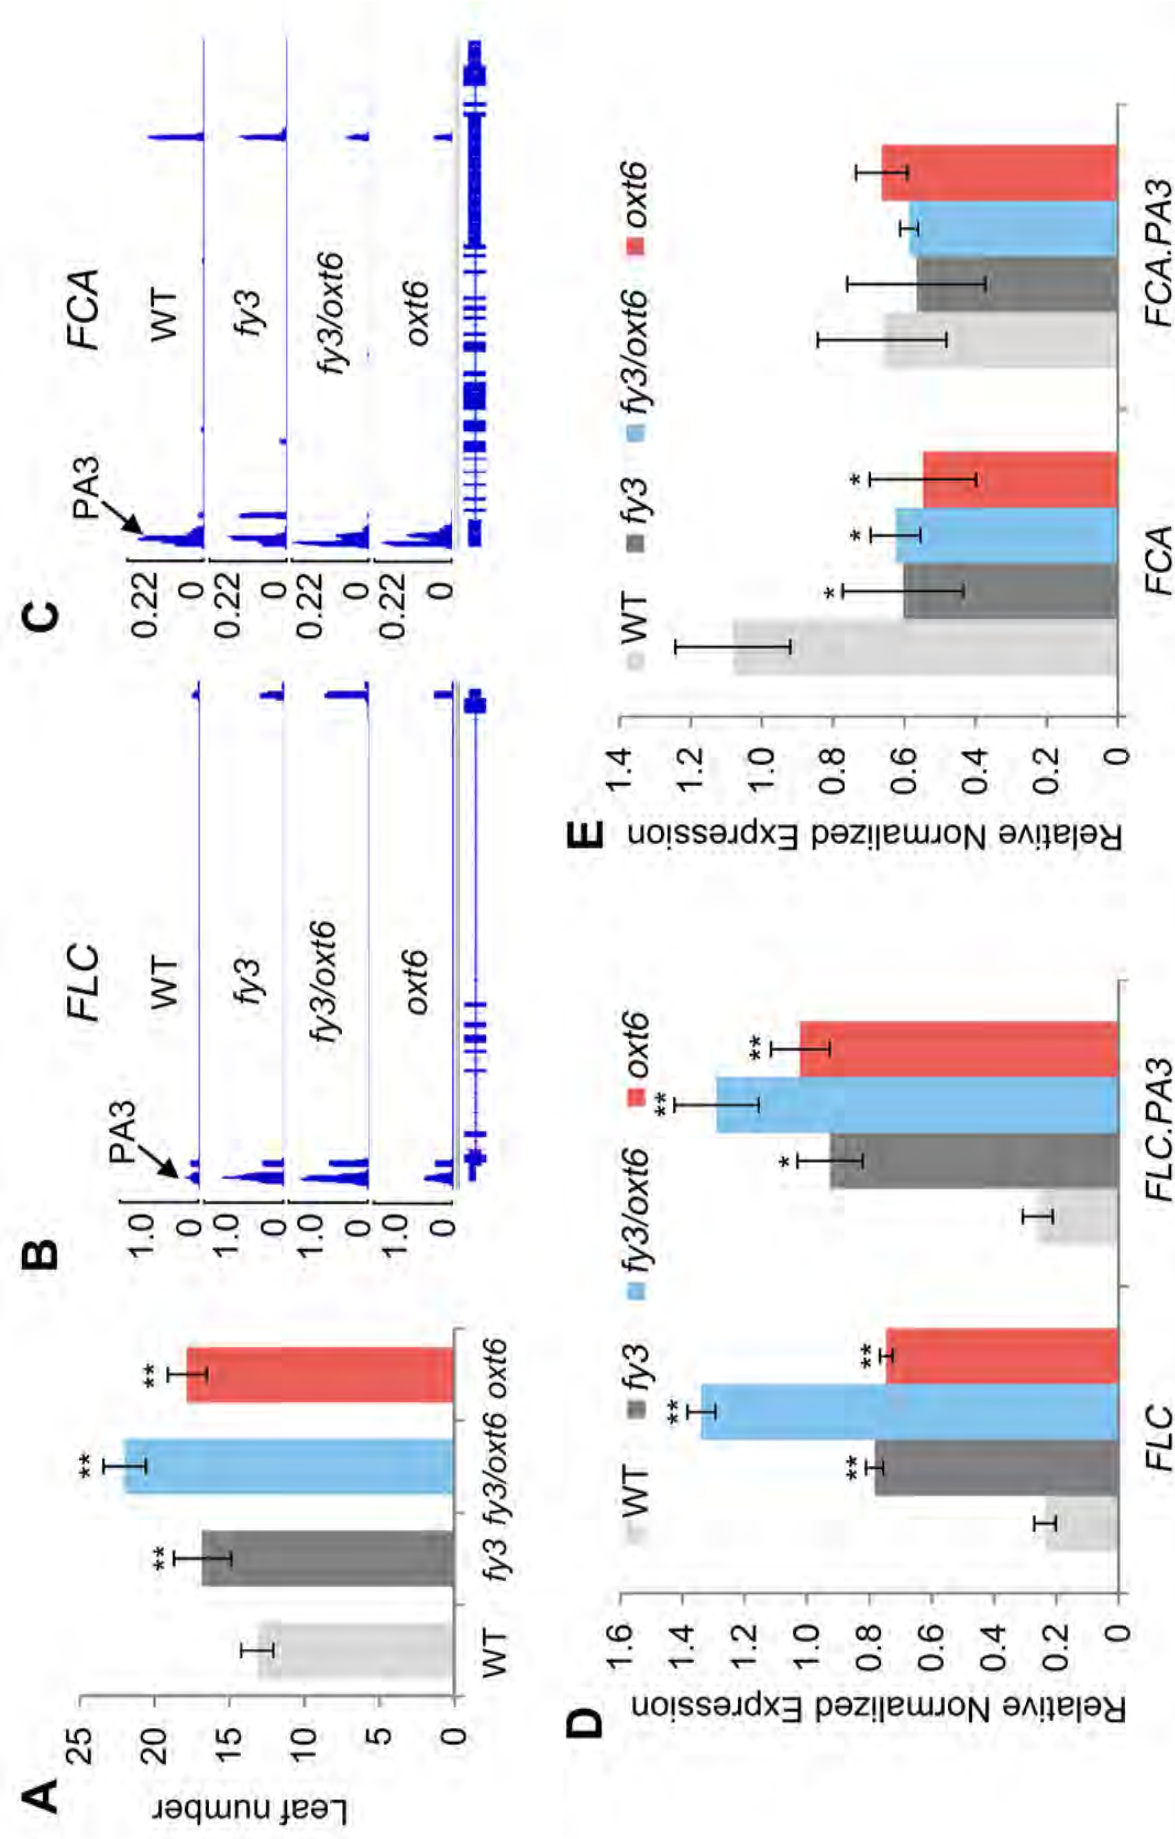 A
Leaf number
25
20
15
10
5
0
**
**
**
WT fy3 fy3/oxt6 oxt6
B
FLC
PA3
1.0
0
WT
1.0
0
fy3
1.0
0
fy3/oxt6
1.0
0
oxt6
C
FCA
PA3
0.222
0
WT
0.222
0
fy3
0.222
0
fy3/oxt6
0.222
0
oxt6
D
Relative Normalized Expression
WT fy3 fy3/oxt6 oxt6
1.6
1.4
1.2
1.0
0.8
0.6
0.4
0.2
0
**
**
**
*
**
**
FLC FLC.PA3
E
Relative Normalized Expression
WT fy3 fy3/oxt6 oxt6
1.4
1.2
1.0
0.8
0.6
0.4
0.2
0
*
*
*
FCA FCA.PA3